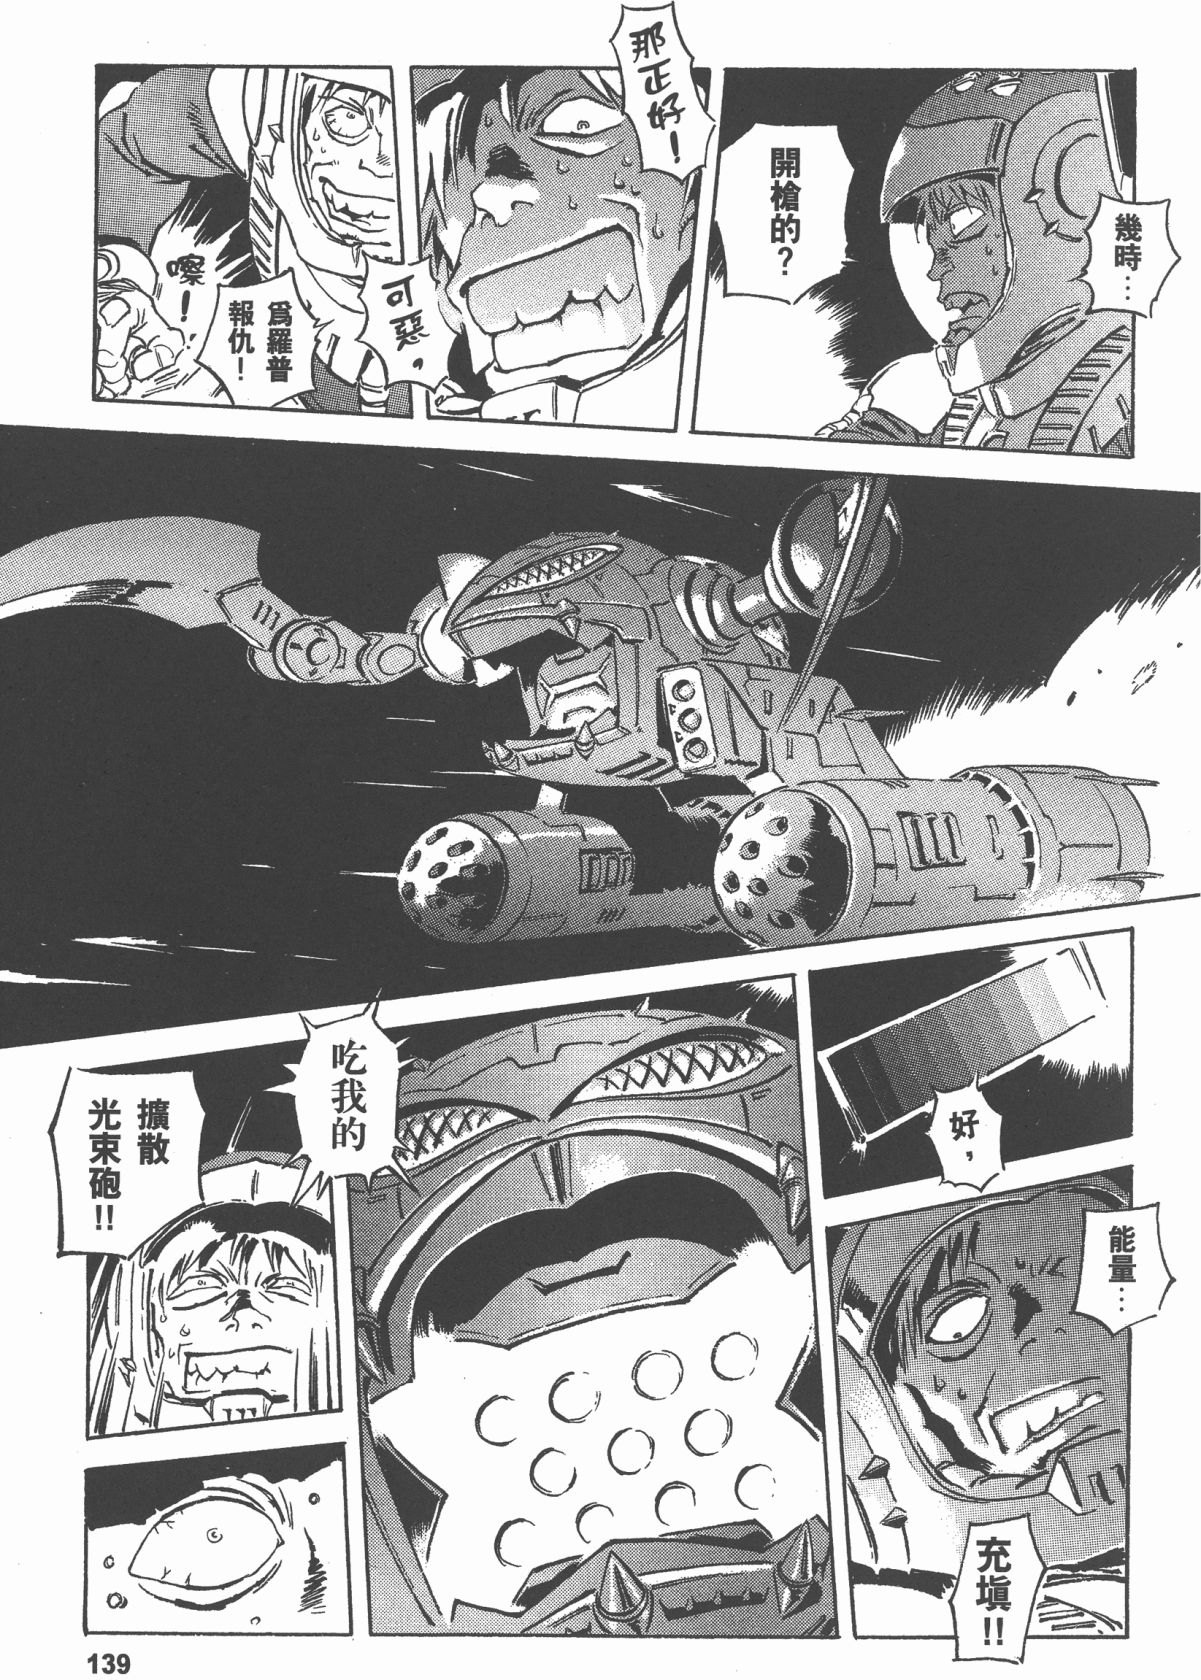 幾時⋯
開槍的？
那正好！
可惡，
爲羅普
報仇！
嚓！
好，
能量⋯
充塡!!
吃我的
擴散
光束砲!!
139